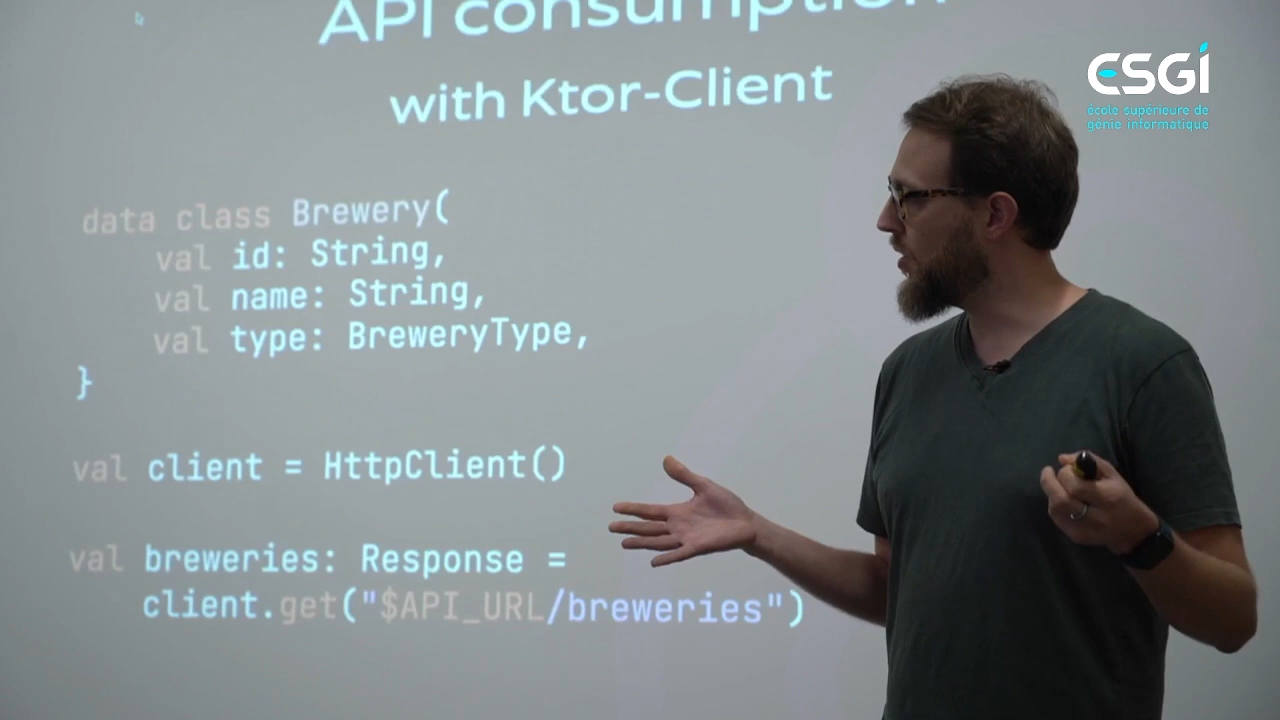 API consumption
with Ktor-Client
ESGI
école supérieure de
génie informatique
data class Brewery(
val id: String,
val name: String,
val type: BreweryType,
}
val client = HttpClient()
val breweries: Response =
client.get("$API_URL/breweries")